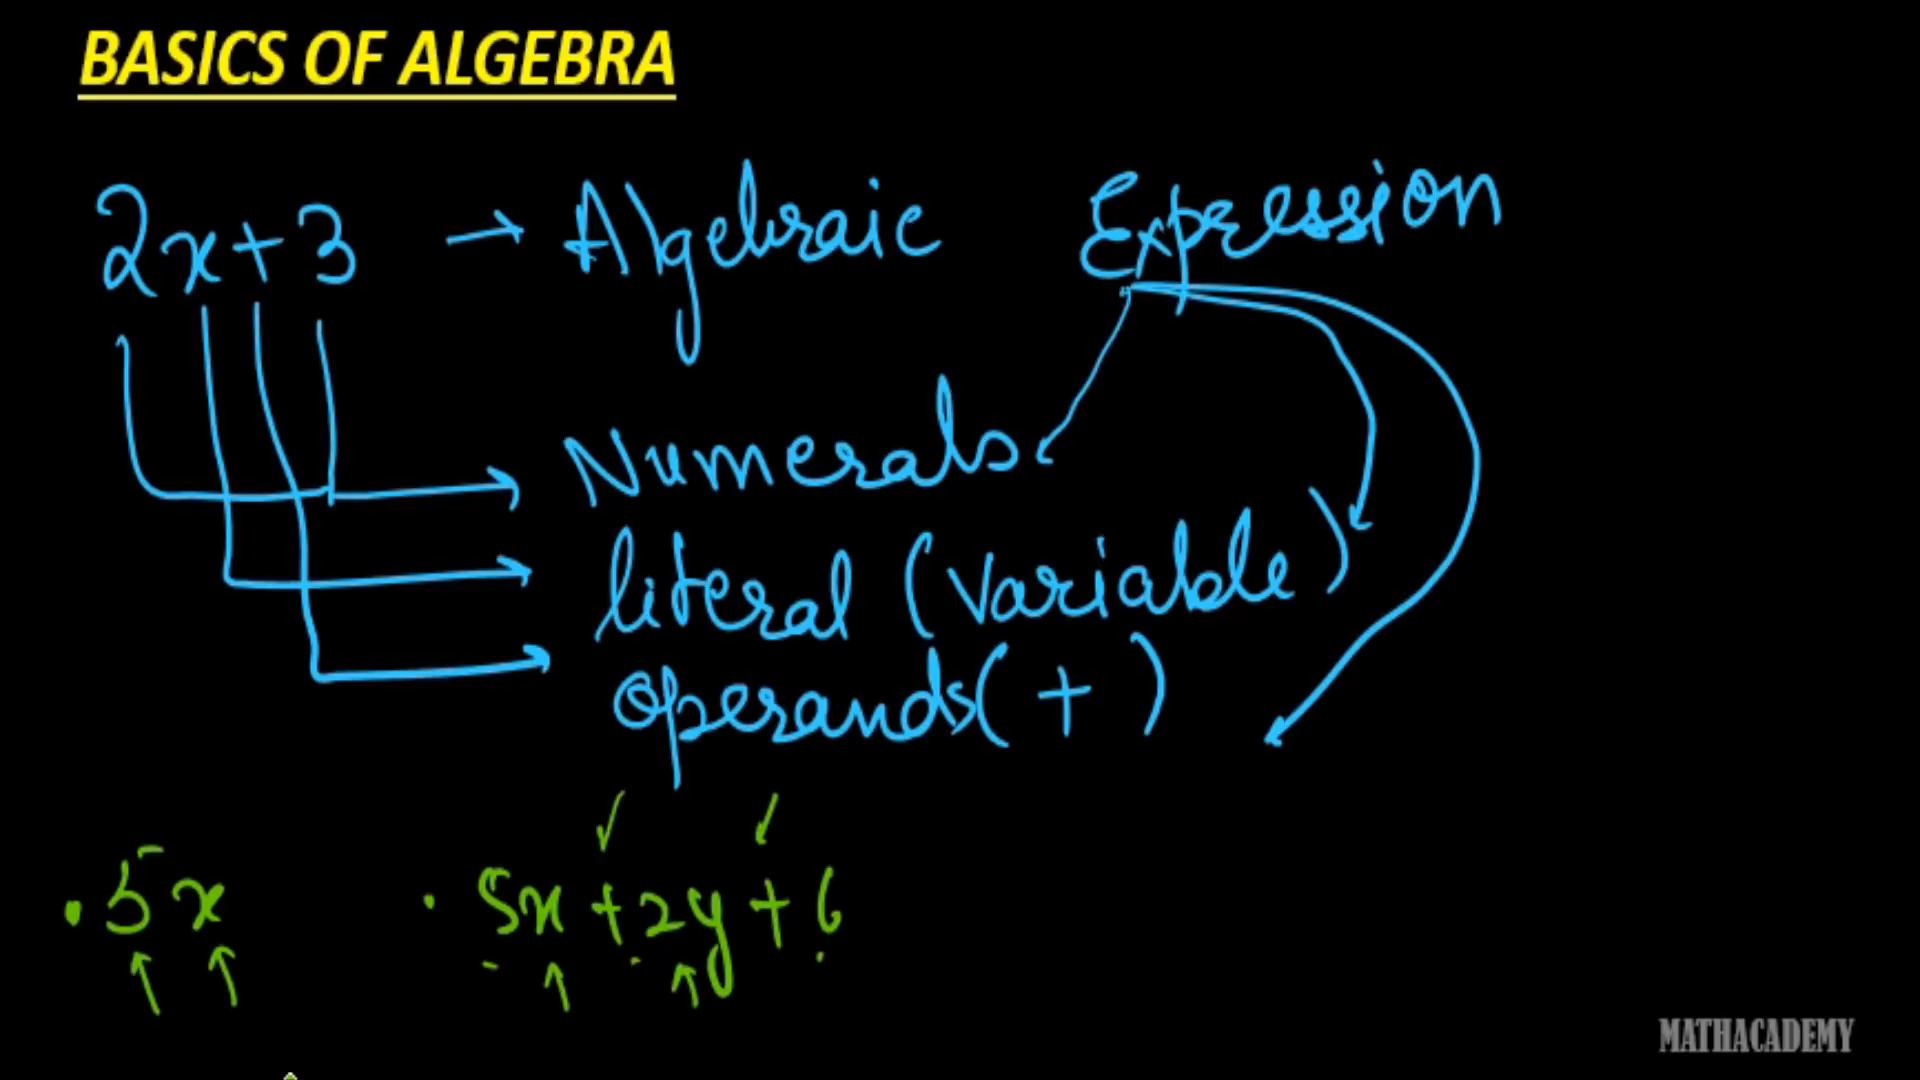 BASICS OF ALGEBRA
2x+3 → Algebraic Expression
Numerals
literal (variable)
operands(+)
· 5x · 5x+2y+6
MATHACADEMY